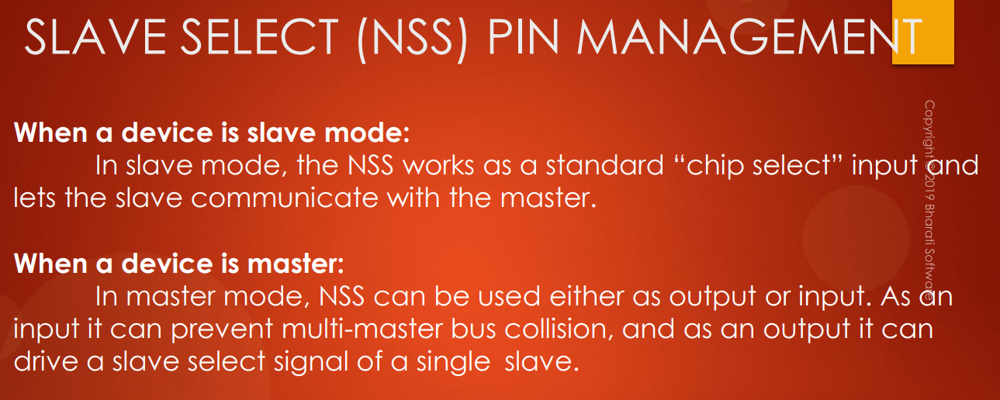 SLAVE SELECT (NSS) PIN MANAGEMENT
When a device is slave mode:
In slave mode, the NSS works as a standard “chip select” input and
lets the slave communicate with the master.
When a device is master:
In master mode, NSS can be used either as output or input. As an
input it can prevent multi-master bus collision, and as an output it can
drive a slave select signal of a single slave.
Copyright © 2019 Bharati Software